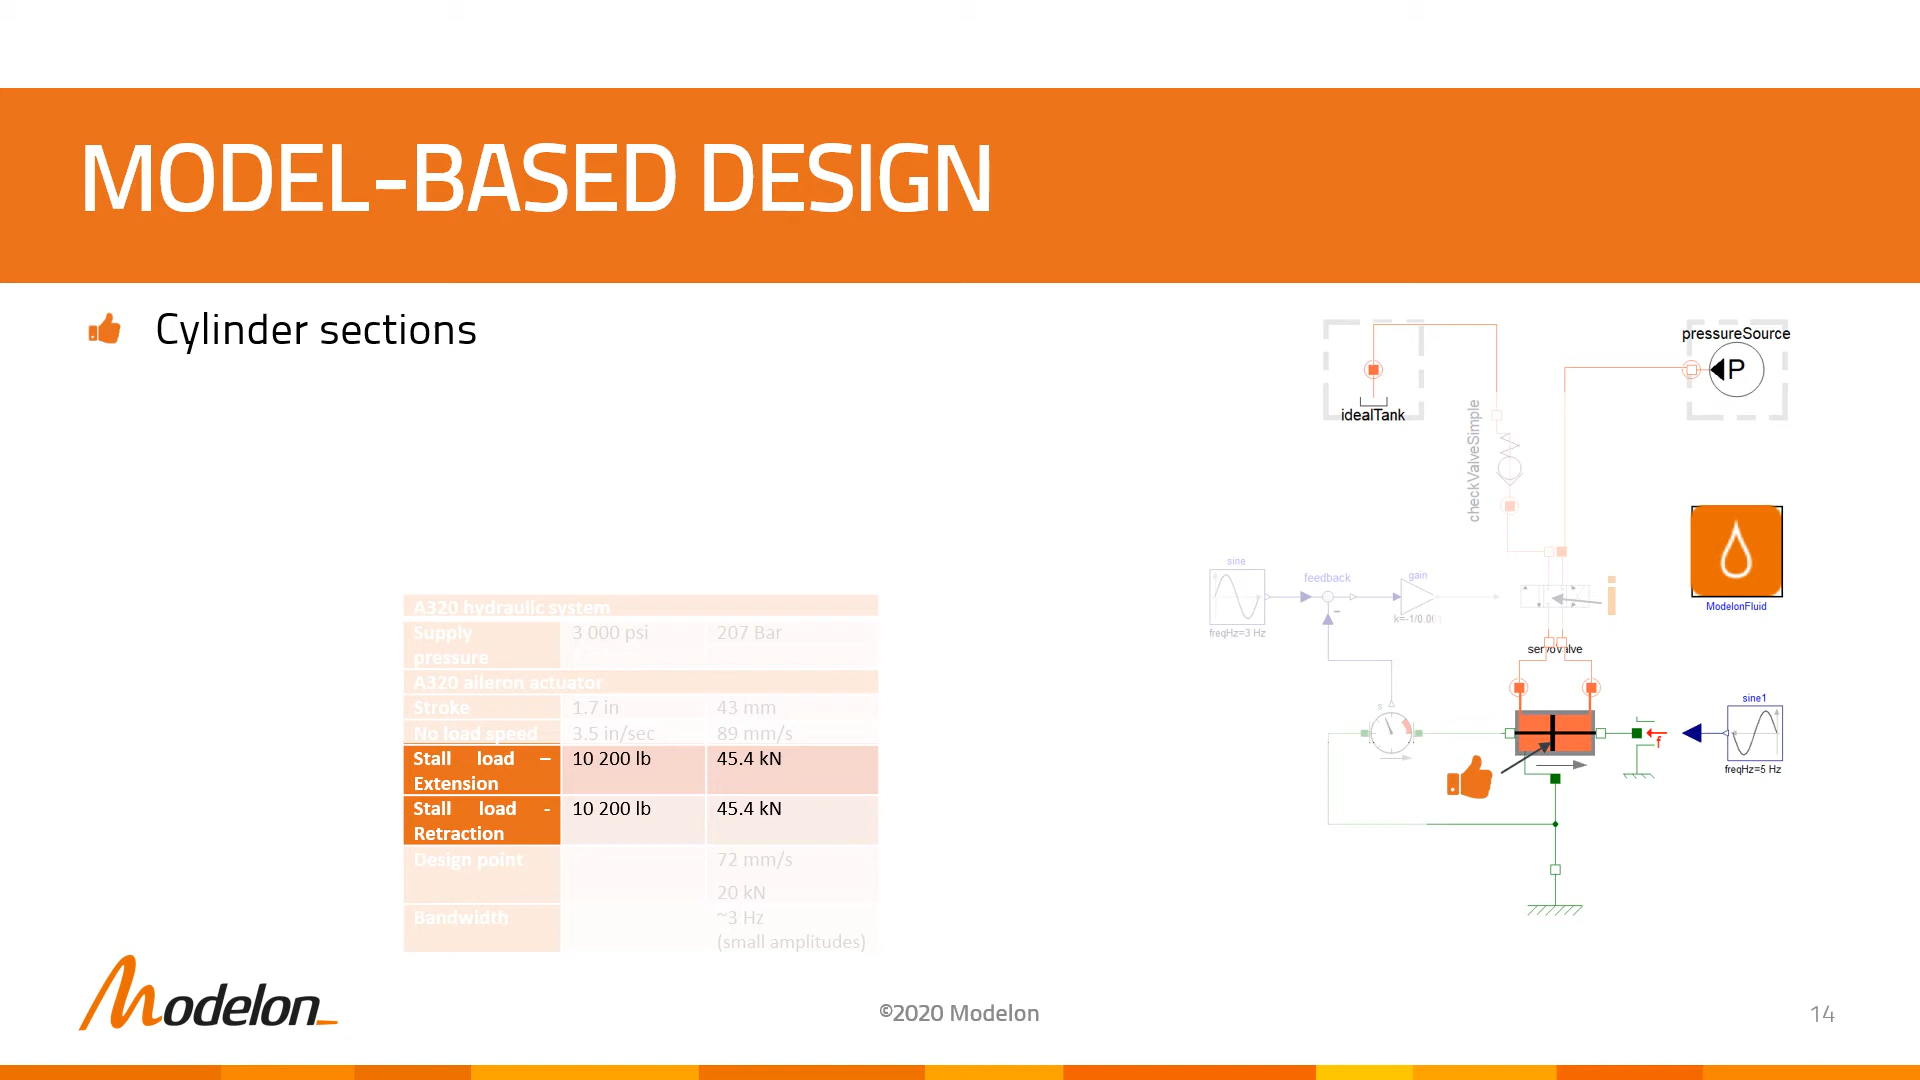 MODEL-BASED DESIGN
Cylinder sections
pressureSource
P
idealTank
checkValveSimple
ModelonFluid
sine
feedback
gain
freqHz=3 Hz
k=-1/0.001
servoValve
s
f
sine1
freqHz=5 Hz
A320 hydraulic system
Supply pressure 3 000 psi 207 Bar
A320 aileron actuator
Stroke 1.7 in 43 mm
No load speed 3.5 in/sec 89 mm/s
Stall load – Extension 10 200 lb 45.4 kN
Stall load - Retraction 10 200 lb 45.4 kN
Design point 72 mm/s
20 kN
Bandwidth ~3 Hz
(small amplitudes)
Modelon
©2020 Modelon
14